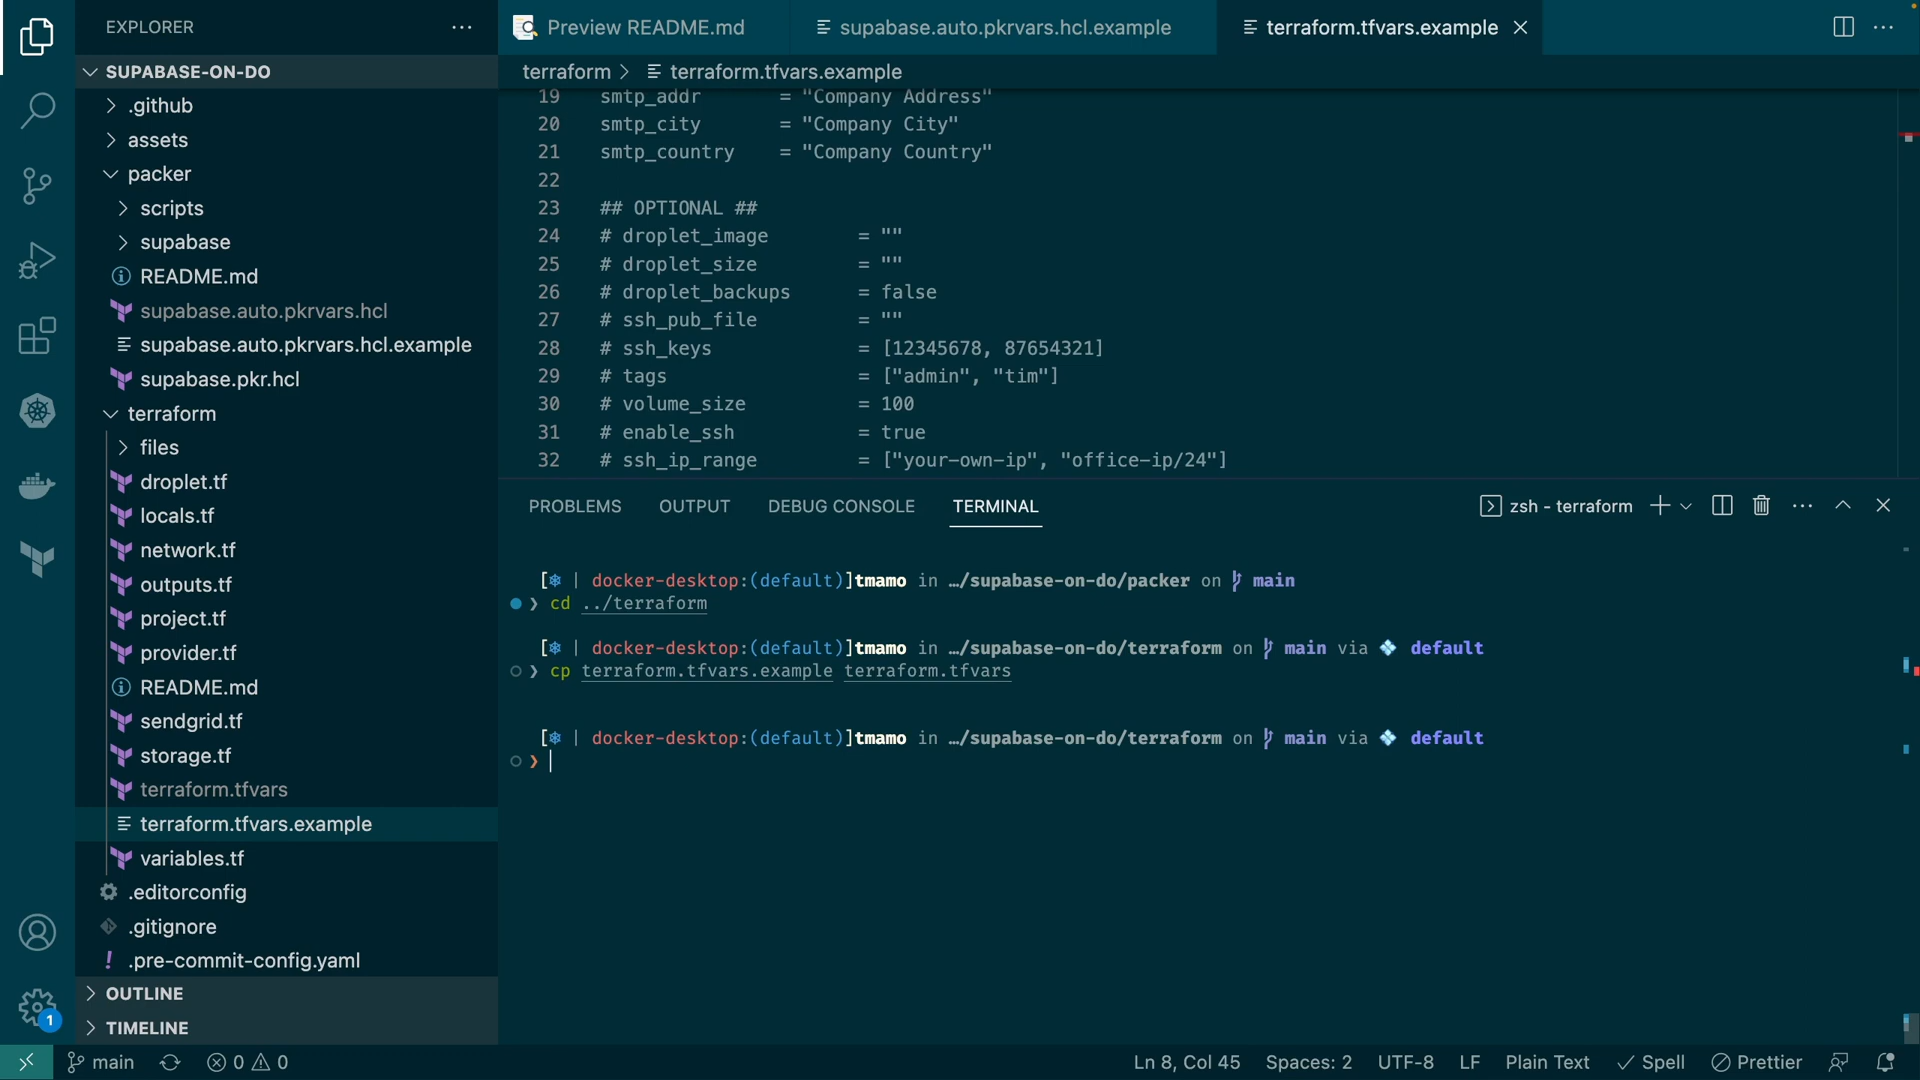 EXPLORER
SUPABASE-ON-DO
.github
assets
packer
scripts
supabase
README.md
supabase.auto.pkrvars.hcl
supabase.auto.pkrvars.hcl.example
supabase.pkr.hcl
terraform
files
droplet.tf
locals.tf
network.tf
outputs.tf
project.tf
provider.tf
README.md
sendgrid.tf
storage.tf
terraform.tfvars
terraform.tfvars.example
variables.tf
.editorconfig
.gitignore
! .pre-commit-config.yaml
OUTLINE
TIMELINE
1
Preview README.md
supabase.auto.pkrvars.hcl.example
terraform.tfvars.example
terraform > terraform.tfvars.example
19 smtp_addr = "Company Address"
20 smtp_city = "Company City"
21 smtp_country = "Company Country"
22
23 ## OPTIONAL ##
24 # droplet_image = ""
25 # droplet_size = ""
26 # droplet_backups = false
27 # ssh_pub_file = ""
28 # ssh_keys = [12345678, 87654321]
29 # tags = ["admin", "tim"]
30 # volume_size = 100
31 # enable_ssh = true
32 # ssh_ip_range = ["your-own-ip", "office-ip/24"]
PROBLEMS OUTPUT DEBUG CONSOLE TERMINAL
zsh - terraform
[☸ | docker-desktop:(default)]tmamo in …/supabase-on-do/packer on main
❯ cd ../terraform
[☸ | docker-desktop:(default)]tmamo in …/supabase-on-do/terraform on main via 💠 default
❯ cp terraform.tfvars.example terraform.tfvars
[☸ | docker-desktop:(default)]tmamo in …/supabase-on-do/terraform on main via 💠 default
❯
main 0 0 Ln 8, Col 45 Spaces: 2 UTF-8 LF Plain Text Spell Prettier